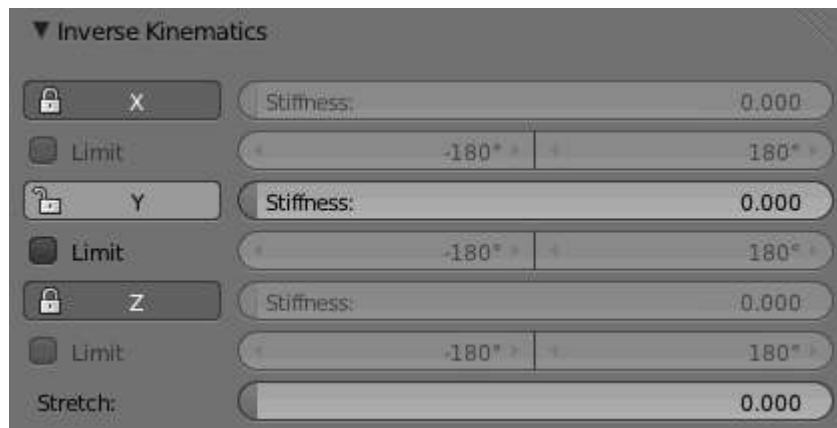 Inverse Kinematics
X Stiffness: 0.000
Limit -180° 180°
Y Stiffness: 0.000
Limit -180° 180°
Z Stiffness: 0.000
Limit -180° 180°
Stretch: 0.000